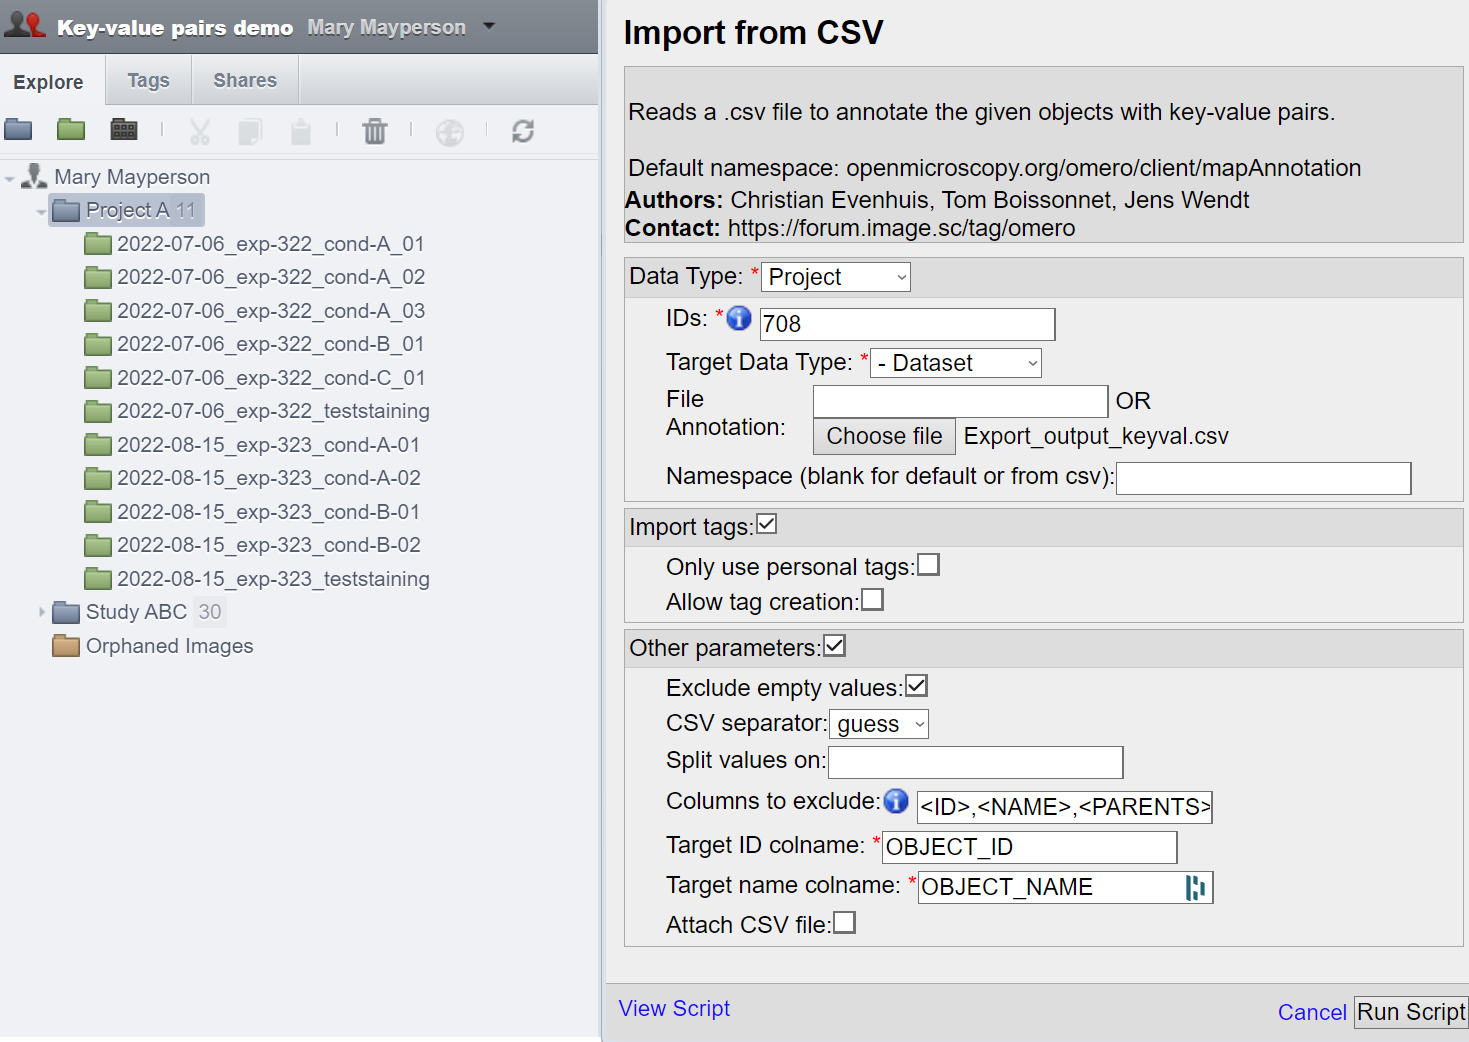 Key-value pairs demo Mary Mayperson
Explore Tags Shares
Mary Mayperson
Project A 11
2022-07-06_exp-322_cond-A_01
2022-07-06_exp-322_cond-A_02
2022-07-06_exp-322_cond-A_03
2022-07-06_exp-322_cond-B_01
2022-07-06_exp-322_cond-C_01
2022-07-06_exp-322_teststaining
2022-08-15_exp-323_cond-A-01
2022-08-15_exp-323_cond-A-02
2022-08-15_exp-323_cond-B-01
2022-08-15_exp-323_cond-B-02
2022-08-15_exp-323_teststaining
Study ABC 30
Orphaned Images
Import from CSV
Reads a .csv file to annotate the given objects with key-value pairs.
Default namespace: openmicroscopy.org/omero/client/mapAnnotation
Authors: Christian Evenhuis, Tom Boissonnet, Jens Wendt
Contact: https://forum.image.sc/tag/omero
Data Type: * Project
IDs: * 708
Target Data Type: * - Dataset
File
Annotation:
OR
Choose file Export_output_keyval.csv
Namespace (blank for default or from csv):
Import tags:
Only use personal tags:
Allow tag creation:
Other parameters:
Exclude empty values:
CSV separator: guess
Split values on:
Columns to exclude: <ID>,<NAME>,<PARENTS>
Target ID colname: * OBJECT_ID
Target name colname: * OBJECT_NAME
Attach CSV file:
View Script
Cancel Run Script